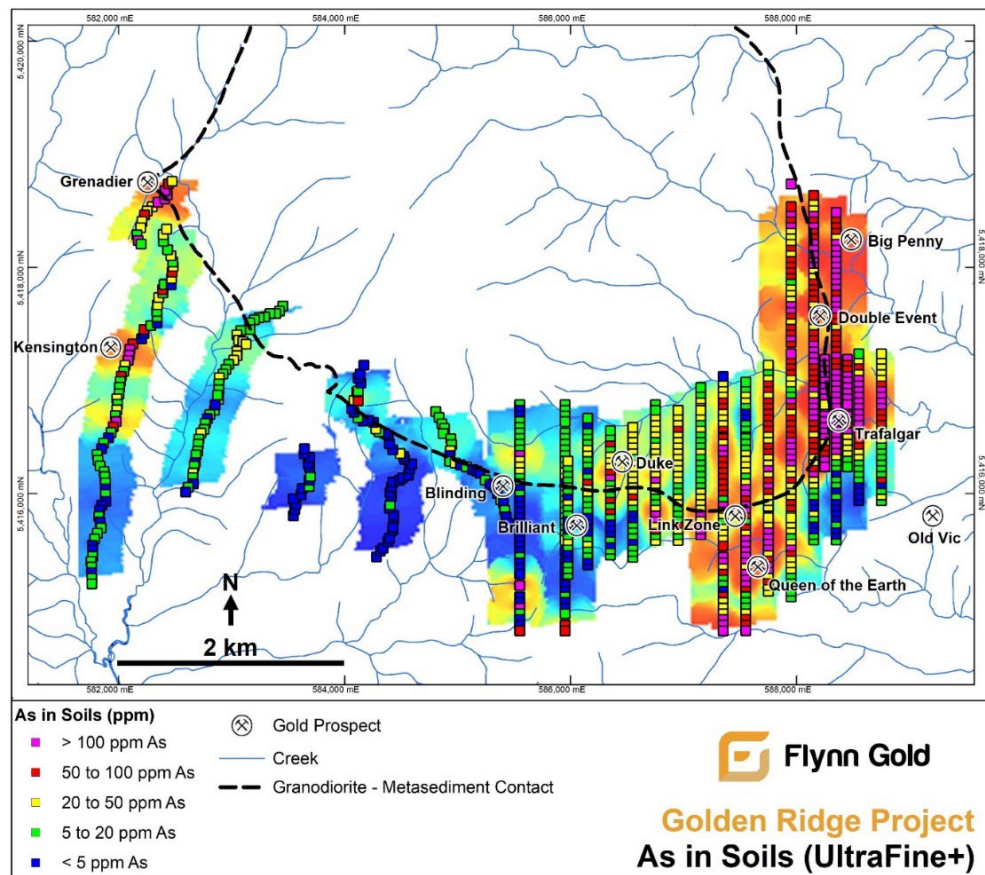 582,000 mE
584,000 mE
586,000 mE
588,000 mE
5,420,000 mN
5,420,000 mN
Grenadier
Big Penny
5,418,000 mN
5,418,000 mN
Double Event
Kensington
Trafalgar
Duke
Blinding
5,416,000 mN
5,416,000 mN
Brilliant
Link Zone
Old Vic
Queen of the Earth
N
2 km
582,000 mE
584,000 mE
586,000 mE
588,000 mE
As in Soils (ppm)
> 100 ppm As
50 to 100 ppm As
20 to 50 ppm As
5 to 20 ppm As
< 5 ppm As
Gold Prospect
Creek
Granodiorite - Metasediment Contact
Flynn Gold
Golden Ridge Project
As in Soils (UltraFine+)